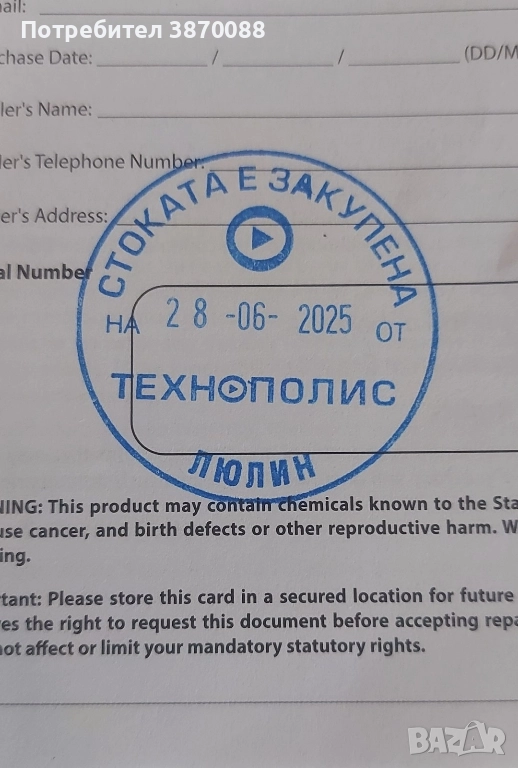 Потребител 3870088
ail:
chase Date: / / (DD/M
ler's Name:
ler's Telephone Number:
er's Address:
al Number
СТОКАТА Е ЗАКУПЕНА
НА 28 -06- 2025 ОТ
ТЕХНОПОЛИС
ЛЮЛИН
NING: This product may contain chemicals known to the Sta
use cancer, and birth defects or other reproductive harm. W
ing.
tant: Please store this card in a secured location for future
es the right to request this document before accepting repa
not affect or limit your mandatory statutory rights.
BAZAR